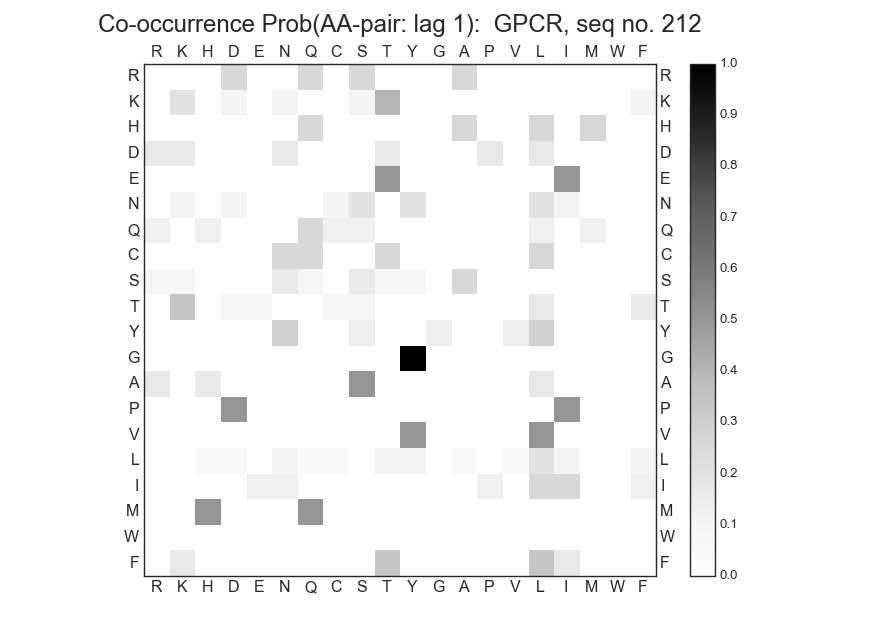 Co-occurrence Prob(AA-pair: lag 1):  GPCR, seq no. 212
R K H D E N Q C S T Y G A P V L I M W F
R R 1.0
K K 0.9
H H
D D 0.8
E E
N N 0.7
Q Q 0.6
C C
S S 0.5
T T
Y Y 0.4
G G
A A 0.3
P P
V V 0.2
L L
I I 0.1
M M
W W
F F 0.0
R K H D E N Q C S T Y G A P V L I M W F